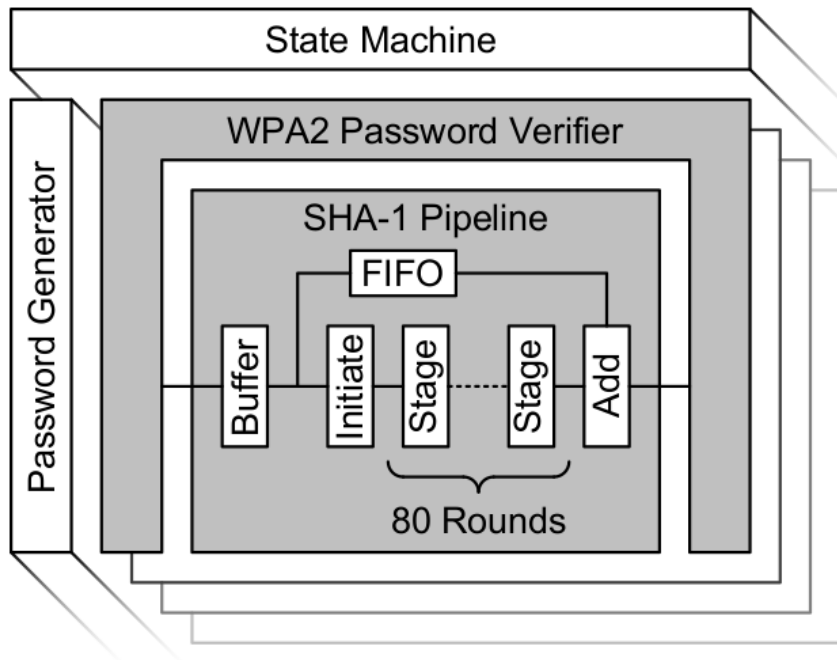 State Machine
Password Generator
WPA2 Password Verifier
SHA-1 Pipeline
FIFO
Buffer
Initiate
Stage
Stage
Add
80 Rounds